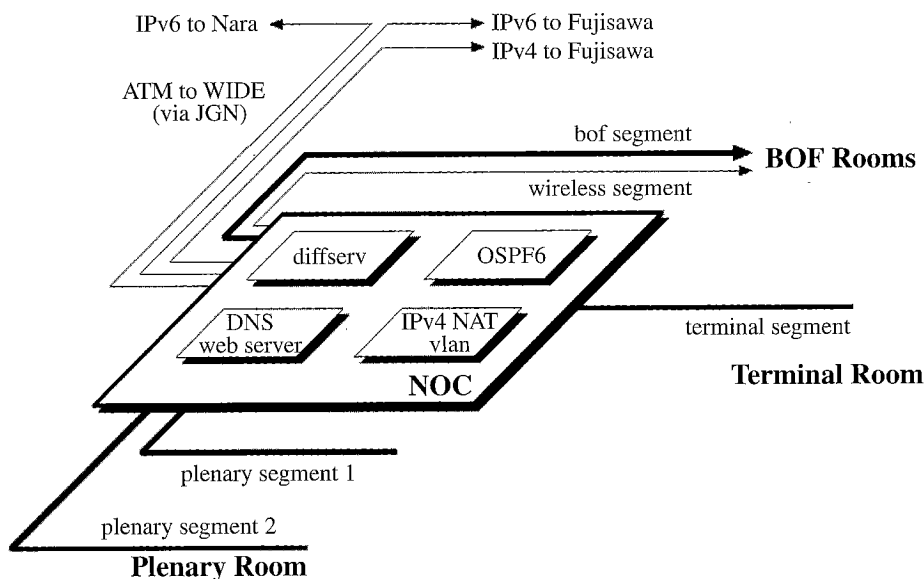 IPv6 to Nara
IPv6 to Fujisawa
IPv4 to Fujisawa
ATM to WIDE
(via JGN)
bof segment
BOF Rooms
wireless segment
diffserv
OSPF6
DNS
web server
IPv4 NAT
vlan
NOC
terminal segment
Terminal Room
plenary segment 1
plenary segment 2
Plenary Room